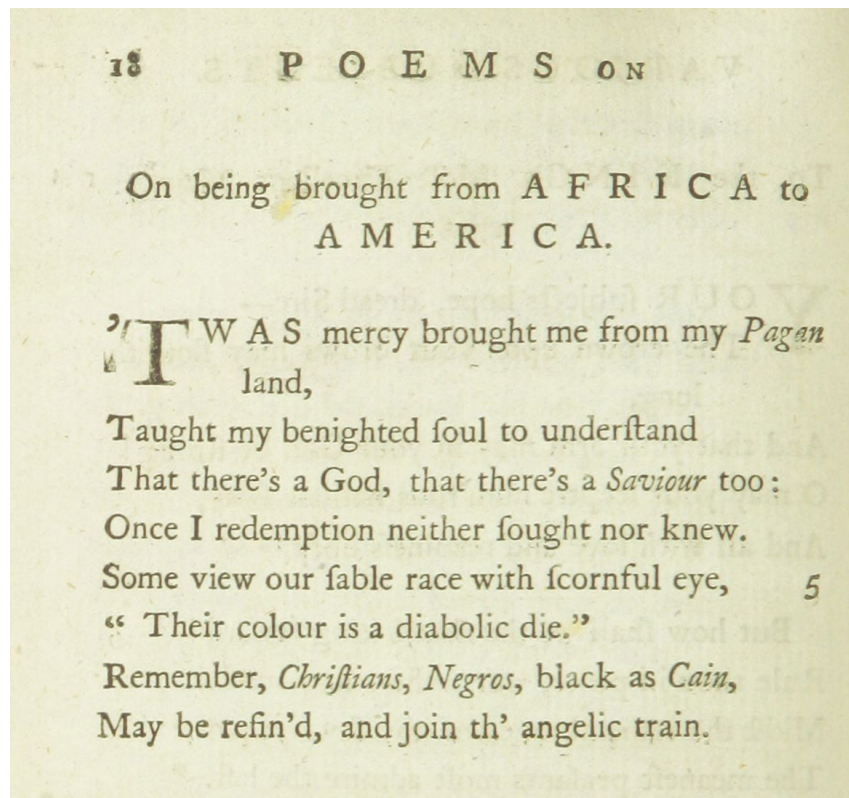 18 POEMS ON
On being brought from AFRICA to
AMERICA.
'TWAS mercy brought me from my Pagan
land,
Taught my benighted ſoul to underſtand
That there's a God, that there's a Saviour too:
Once I redemption neither ſought nor knew.
Some view our ſable race with ſcornful eye, 5
“ Their colour is a diabolic die.”
Remember, Chriſtians, Negros, black as Cain,
May be refin'd, and join th' angelic train.